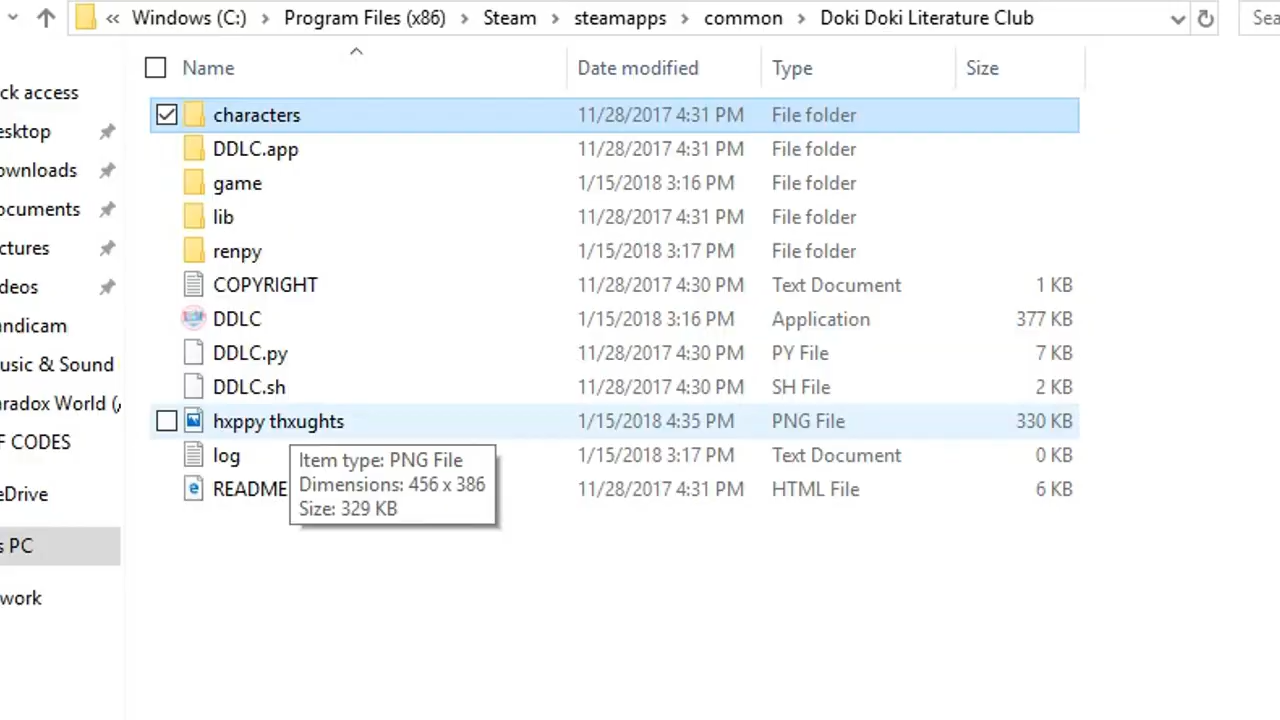 « Windows (C:) > Program Files (x86) > Steam > steamapps > common > Doki Doki Literature Club
Sea
Name Date modified Type Size
ck access
esktop
ownloads
ocuments
ctures
deos
andicam
usic & Sound
aradox World (
F CODES
eDrive
s PC
work
characters 11/28/2017 4:31 PM File folder
DDLC.app 11/28/2017 4:31 PM File folder
game 1/15/2018 3:16 PM File folder
lib 11/28/2017 4:31 PM File folder
renpy 1/15/2018 3:17 PM File folder
COPYRIGHT 11/28/2017 4:30 PM Text Document 1 KB
DDLC 1/15/2018 3:16 PM Application 377 KB
DDLC.py 11/28/2017 4:30 PM PY File 7 KB
DDLC.sh 11/28/2017 4:30 PM SH File 2 KB
hxppy thxughts 1/15/2018 4:35 PM PNG File 330 KB
log 1/15/2018 3:17 PM Text Document 0 KB
README 11/28/2017 4:31 PM HTML File 6 KB
Item type: PNG File
Dimensions: 456 x 386
Size: 329 KB